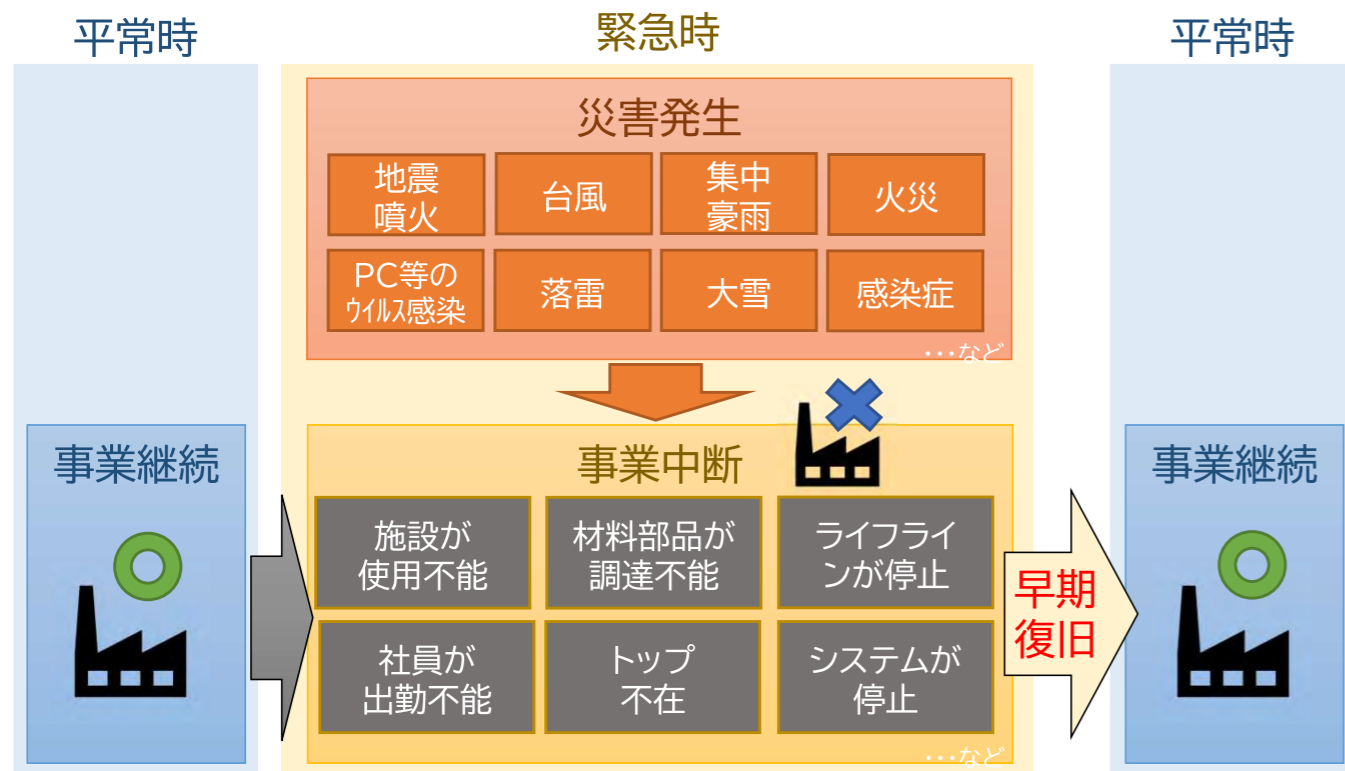 平常時
緊急時
平常時
災害発生
地震
噴火
台風
集中
豪雨
火災
PC等の
ｳｲﾙｽ感染
落雷
大雪
感染症
…など
事業継続
事業中断
施設が
使用不能
材料部品が
調達不能
ライフライ
ンが停止
社員が
出勤不能
トップ
不在
システムが
停止
…など
早期
復旧
事業継続